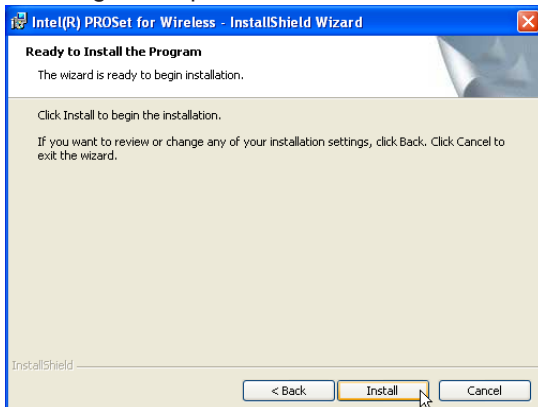 Intel(R) PROSet for Wireless - InstallShield Wizard
Ready to Install the Program
The wizard is ready to begin installation.
Click Install to begin the installation.
If you want to review or change any of your installation settings, click Back. Click Cancel to
exit the wizard.
InstallShield
< Back Install Cancel